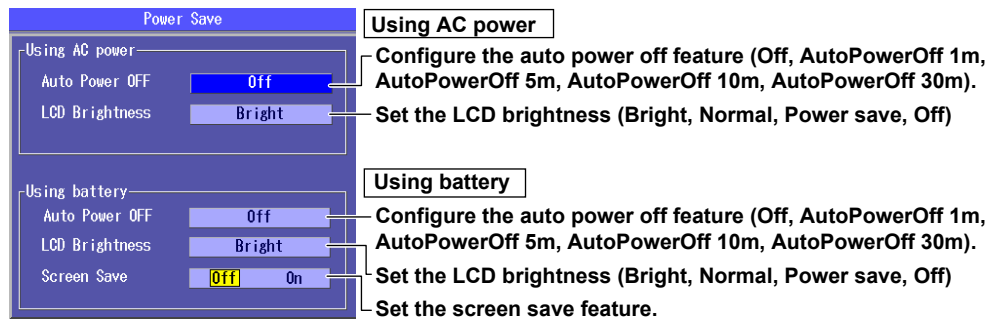 Power Save
Using AC power
Auto Power OFF Off
LCD Brightness Bright
Using battery
Auto Power OFF Off
LCD Brightness Bright
Screen Save Off On
Using AC power
Configure the auto power off feature (Off, AutoPowerOff 1m,
AutoPowerOff 5m, AutoPowerOff 10m, AutoPowerOff 30m).
Set the LCD brightness (Bright, Normal, Power save, Off)
Using battery
Configure the auto power off feature (Off, AutoPowerOff 1m,
AutoPowerOff 5m, AutoPowerOff 10m, AutoPowerOff 30m).
Set the LCD brightness (Bright, Normal, Power save, Off)
Set the screen save feature.